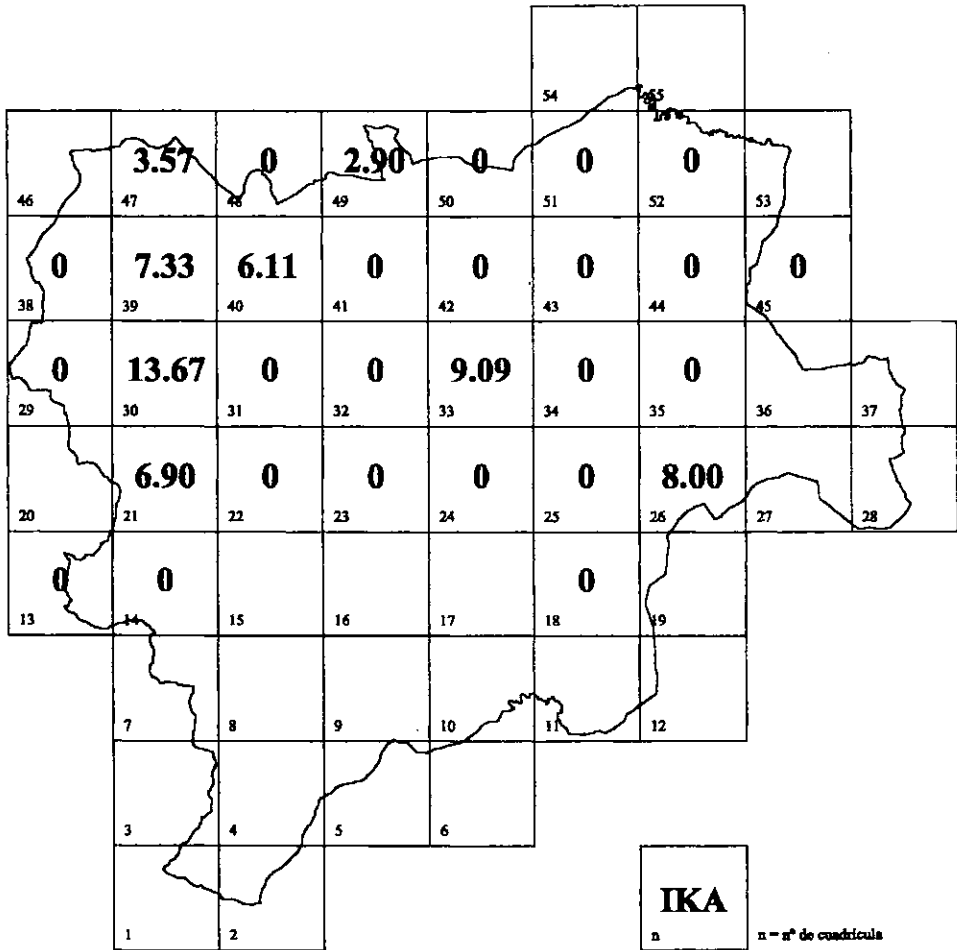 54 55
3.57 0 2.90 0 0 0
46 47 48 49 50 51 52 53
0 7.33 6.11 0 0 0 0 0
38 39 40 41 42 43 44 45
0 13.67 0 0 9.09 0 0
29 30 31 32 33 34 35 36 37
6.90 0 0 0 0 8.00
20 21 22 23 24 25 26 27 28
0 0 0
13 14 15 16 17 18 19
7 8 9 10 11 12
3 4 5 6
IKA
1 2 n n = nº de cuadrícula